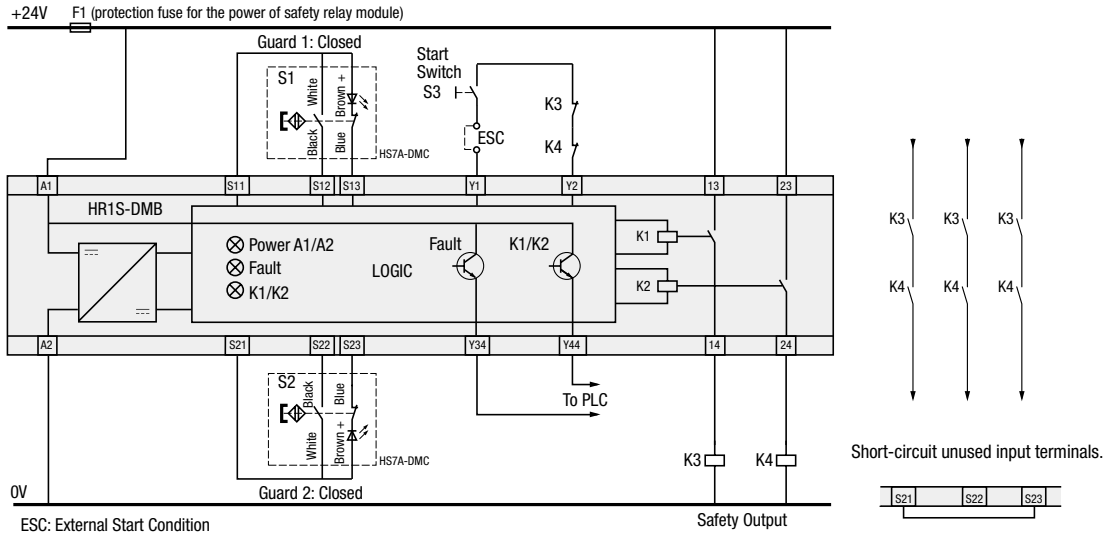 +24V F1 (protection fuse for the power of safety relay module)
Guard 1: Closed
Start
Switch
S3
S1
White
Brown +
Black
Blue
HS7A-DMC
ESC
K3
K4
A1 S11 S12 S13 Y1 Y2 13 23
HR1S-DMB
Power A1/A2
Fault
K1/K2
LOGIC
Fault
K1/K2
K1
K2
K3 K3 K3
K4 K4 K4
A2 S21 S22 S23 Y34 Y44 14 24
S2
Black
Blue
White
Brown +
HS7A-DMC
To PLC
Guard 2: Closed
K3 K4
Short-circuit unused input terminals.
S21 S22 S23
0V
ESC: External Start Condition
Safety Output